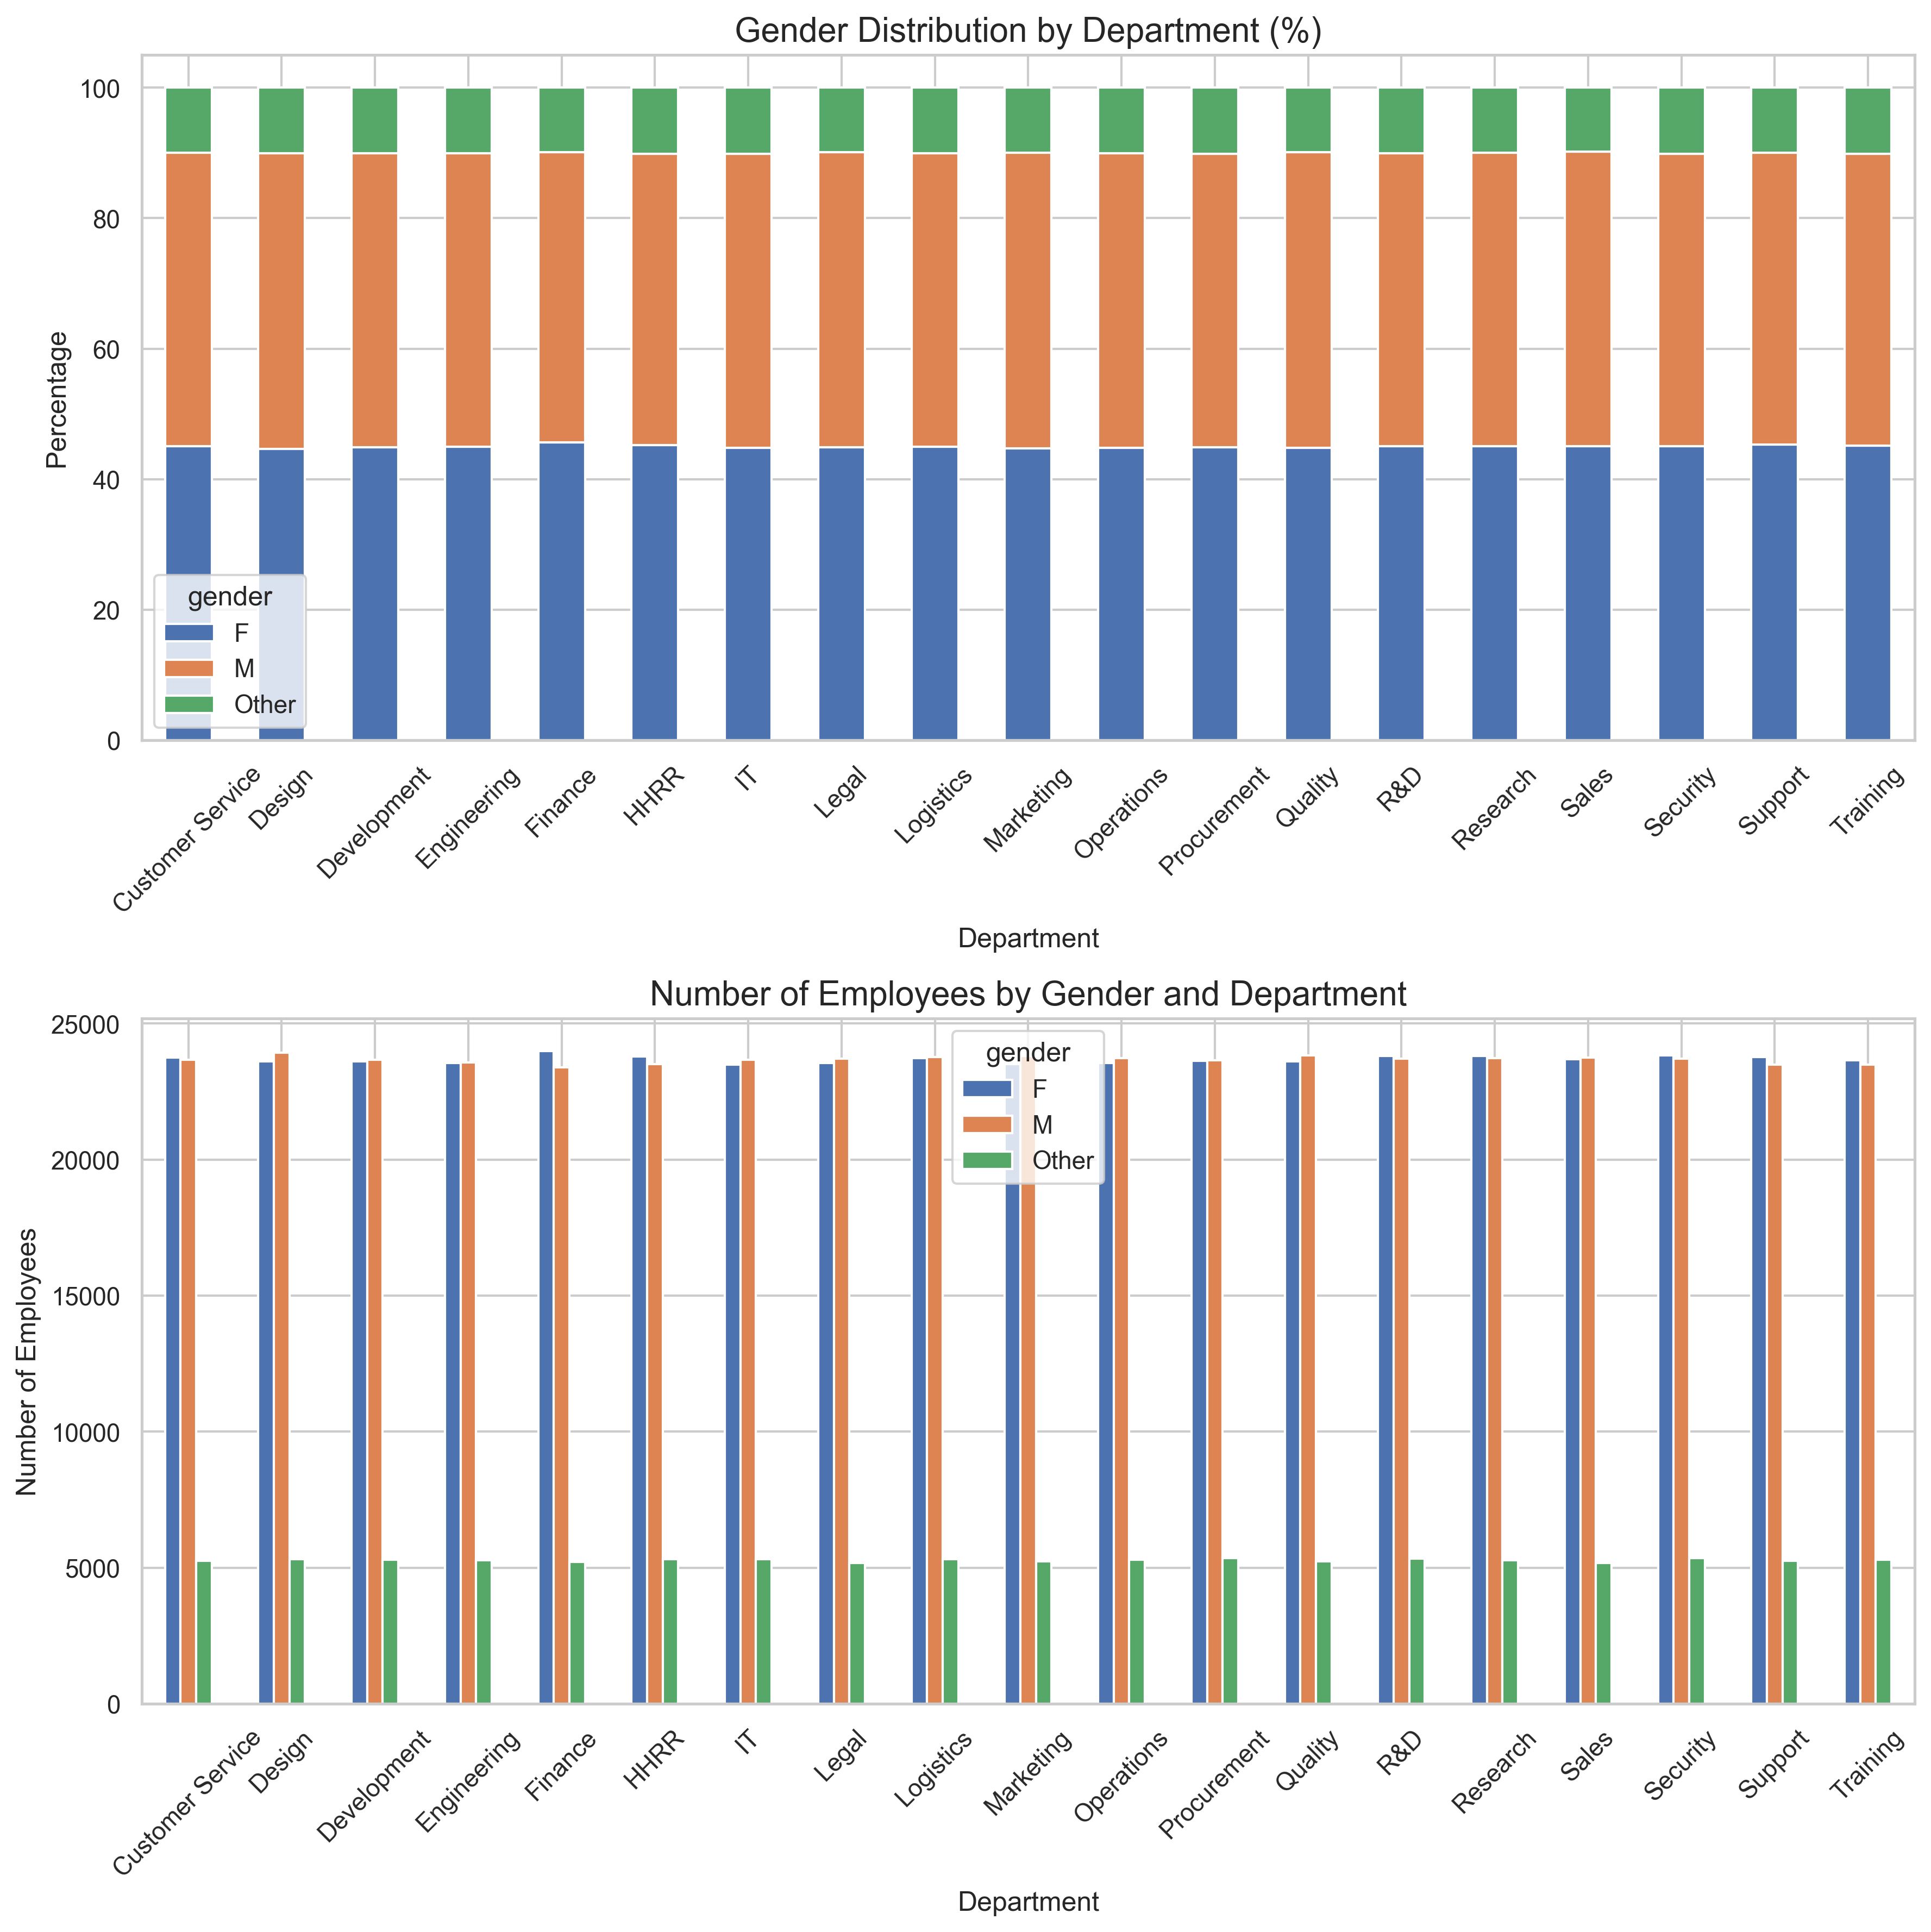 Gender Distribution by Department (%)
100
80
60
40
20
0
Percentage
gender
F
M
Other
Customer Service
Design
Development
Engineering
Finance
HHRR
IT
Legal
Logistics
Marketing
Operations
Procurement
Quality
R&D
Research
Sales
Security
Support
Training
Department
Number of Employees by Gender and Department
25000
20000
15000
10000
5000
0
Number of Employees
gender
F
M
Other
Customer Service
Design
Development
Engineering
Finance
HHRR
IT
Legal
Logistics
Marketing
Operations
Procurement
Quality
R&D
Research
Sales
Security
Support
Training
Department